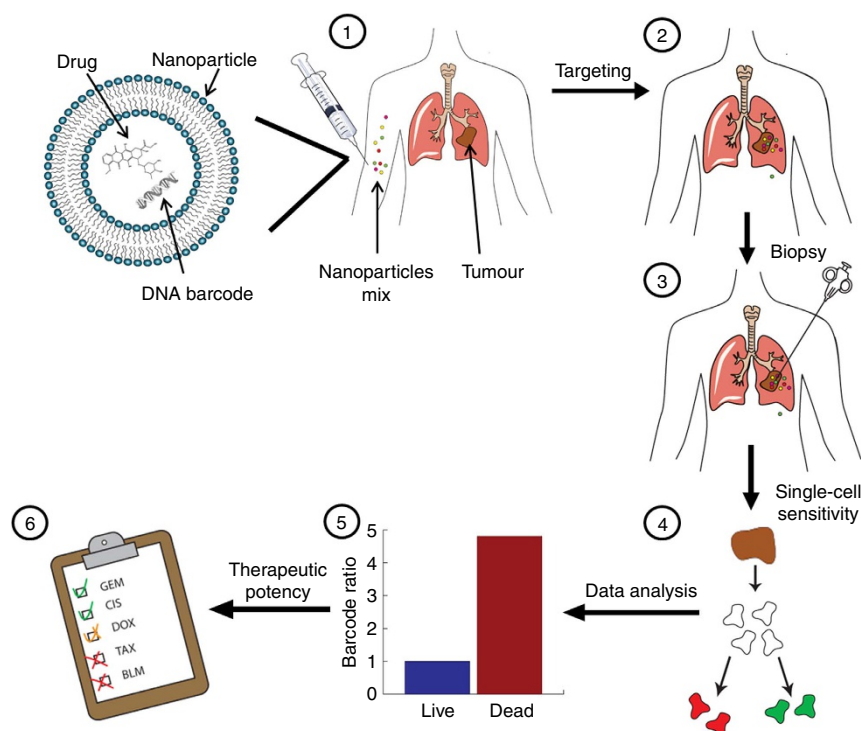 Drug
Nanoparticle
DNA barcode
1
Nanoparticles
mix
Tumour
Targeting
2
Biopsy
3
Single-cell
sensitivity
4
Data analysis
5
Barcode ratio
5
4
3
2
1
0
Live
Dead
Therapeutic
potency
6
GEM
CIS
DOX
TAX
BLM